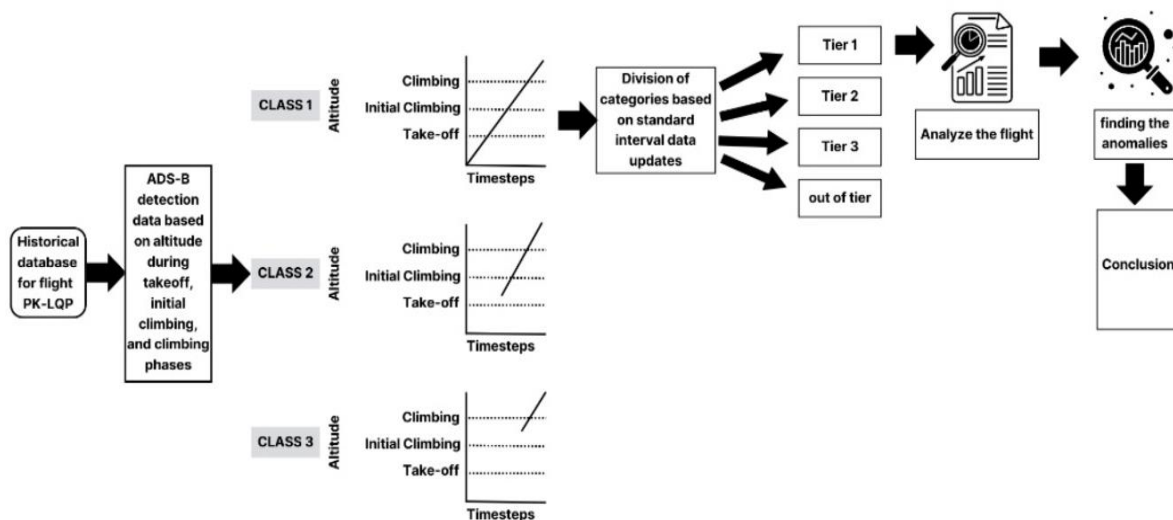 Historical
database
for flight
PK-LQP
ADS-B
detection
data based
on altitude
during
takeoff,
initial
climbing,
and climbing
phases
CLASS 1
Altitude
Climbing
Initial Climbing
Take-off
Timesteps
CLASS 2
Altitude
Climbing
Initial Climbing
Take-off
Timesteps
CLASS 3
Altitude
Climbing
Initial Climbing
Take-off
Timesteps
Division of
categories based
on standard
interval data
updates
Tier 1
Tier 2
Tier 3
out of tier
Analyze the flight
finding the
anomalies
Conclusion